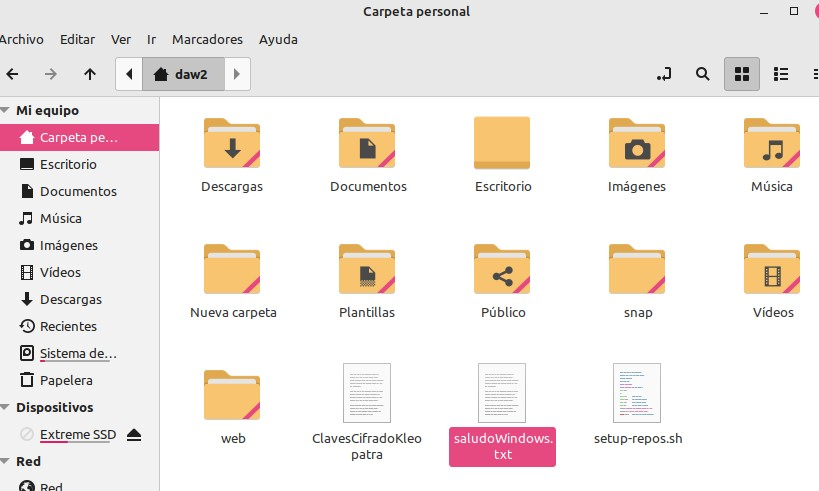 Carpeta personal
Archivo Editar Ver Ir Marcadores Ayuda
daw2
Mi equipo
Carpeta pe...
Escritorio
Documentos
Música
Imágenes
Vídeos
Descargas
Recientes
Sistema de...
Papelera
Dispositivos
Extreme SSD
Red
Red
Descargas Documentos Escritorio Imágenes Música
Nueva carpeta Plantillas Público snap Vídeos
web ClavesCifradoKleo saludoWindows. setup-repos.sh
patra txt